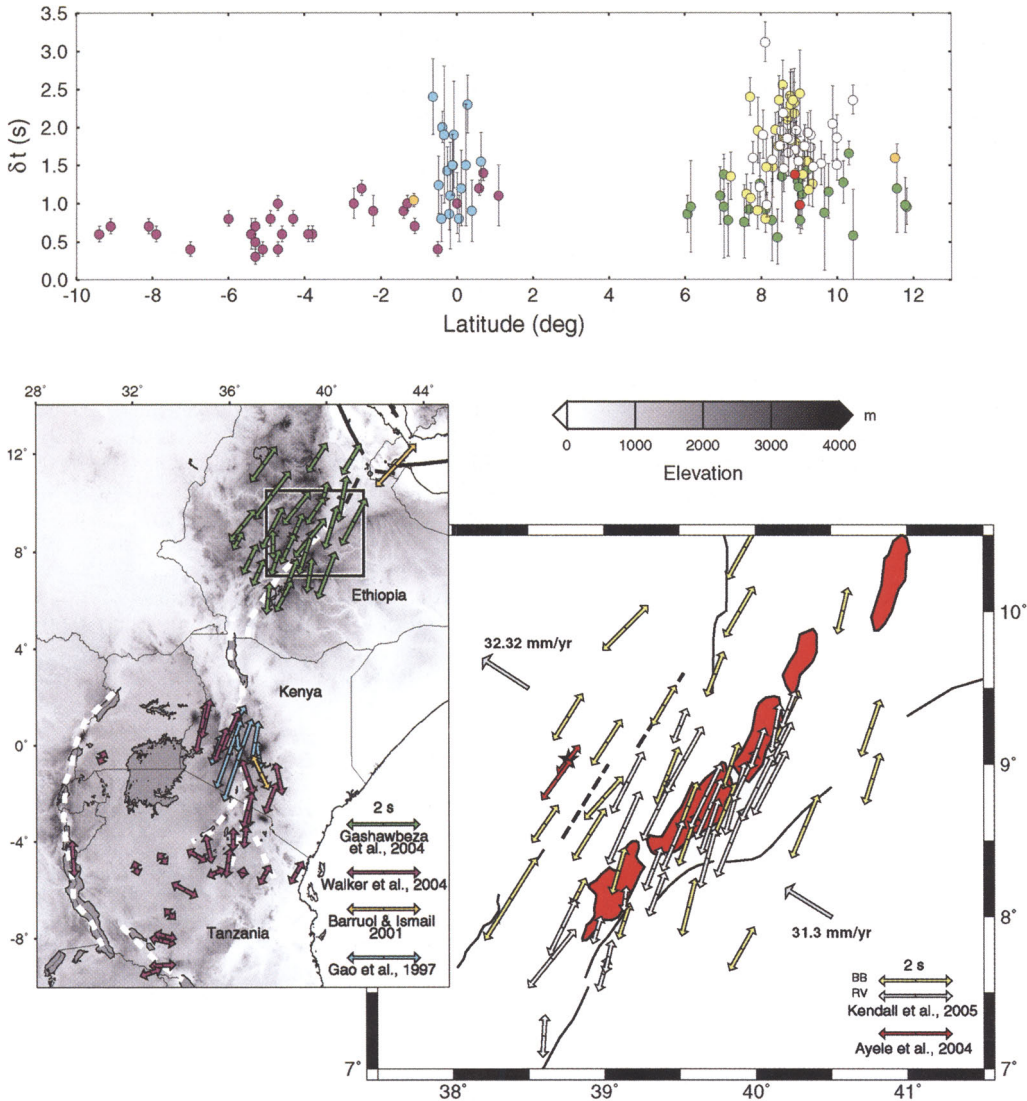 3.5
3.0
2.5
2.0
1.5
1.0
0.5
0.0
δt (s)
-10 -8 -6 -4 -2 0 2 4 6 8 10 12
Latitude (deg)
28° 32° 36° 40° 44°
12°
8°
4°
0°
-4°
-8°
Ethiopia
Kenya
Tanzania
2 s
Gashawbeza
et al., 2004
Walker et al., 2004
Barruol & Ismail
2001
Gao et al., 1997
m
0 1000 2000 3000 4000
Elevation
32.32 mm/yr
31.3 mm/yr
10°
9°
8°
7°
2 s
BB
RV
Kendall et al., 2005
Ayele et al., 2004
7°
38° 39° 40° 41°